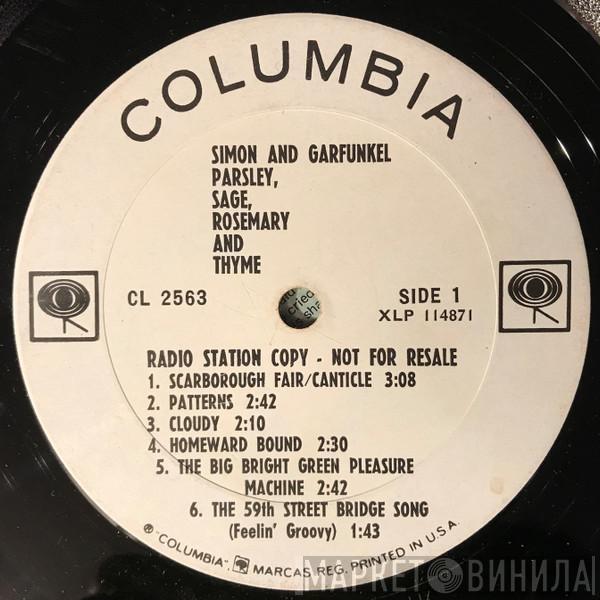 COLUMBIA
SIMON AND GARFUNKEL
PARSLEY,
SAGE,
ROSEMARY
AND
THYME
CL 2563
SIDE 1
XLP 114871
cried
sha
RADIO STATION COPY - NOT FOR RESALE
1. SCARBOROUGH FAIR/CANTICLE 3:08
2. PATTERNS 2:42
3. CLOUDY 2:10
4. HOMEWARD BOUND 2:30
5. THE BIG BRIGHT GREEN PLEASURE
MACHINE 2:42
6. THE 59th STREET BRIDGE SONG
(Feelin' Groovy) 1:43
® "COLUMBIA", MARCAS REG. PRINTED IN U.S.A.
МАРКЕТ ВИНИЛА